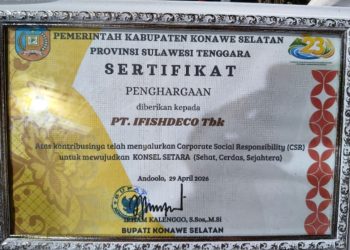 PEMERINTAH KABUPATEN KONAWE SELATAN
PROVINSI SULAWESI TENGGARA
23
SERTIFIKAT
PENGHARGAAN
diberikan kepada
PT. IFISHDECO Tbk
Atas kontribusinya telah menyalurkan Corporate Social Responsibility (CSR)
untuk mewujudkan KONSEL SETARA (Sehat, Cerdas, Sejahtera)
Andoolo, 29 April 2026
IRHAM KALENGGO, S.Sos, M.Si
BUPATI KONAWE SELATAN